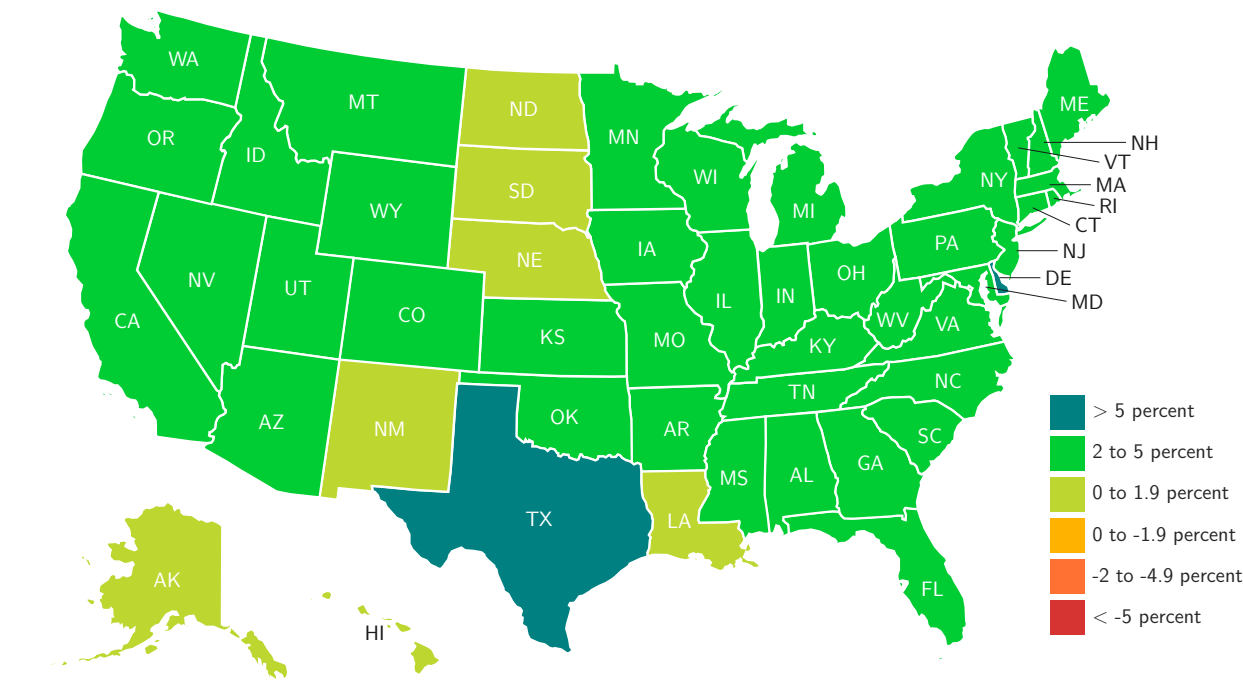 WA
MT
ND
MN
ME
OR
ID
NH
VT
SD
WI
NY
MA
WY
MI
RI
CT
PA
IA
NJ
NE
OH
NV
UT
IL
IN
DE
MD
CO
CA
WV
VA
KS
MO
KY
NC
TN
AZ
NM
OK
AR
SC
GA
MS
AL
TX
LA
AK
FL
HI
> 5 percent
2 to 5 percent
0 to 1.9 percent
0 to -1.9 percent
-2 to -4.9 percent
< -5 percent